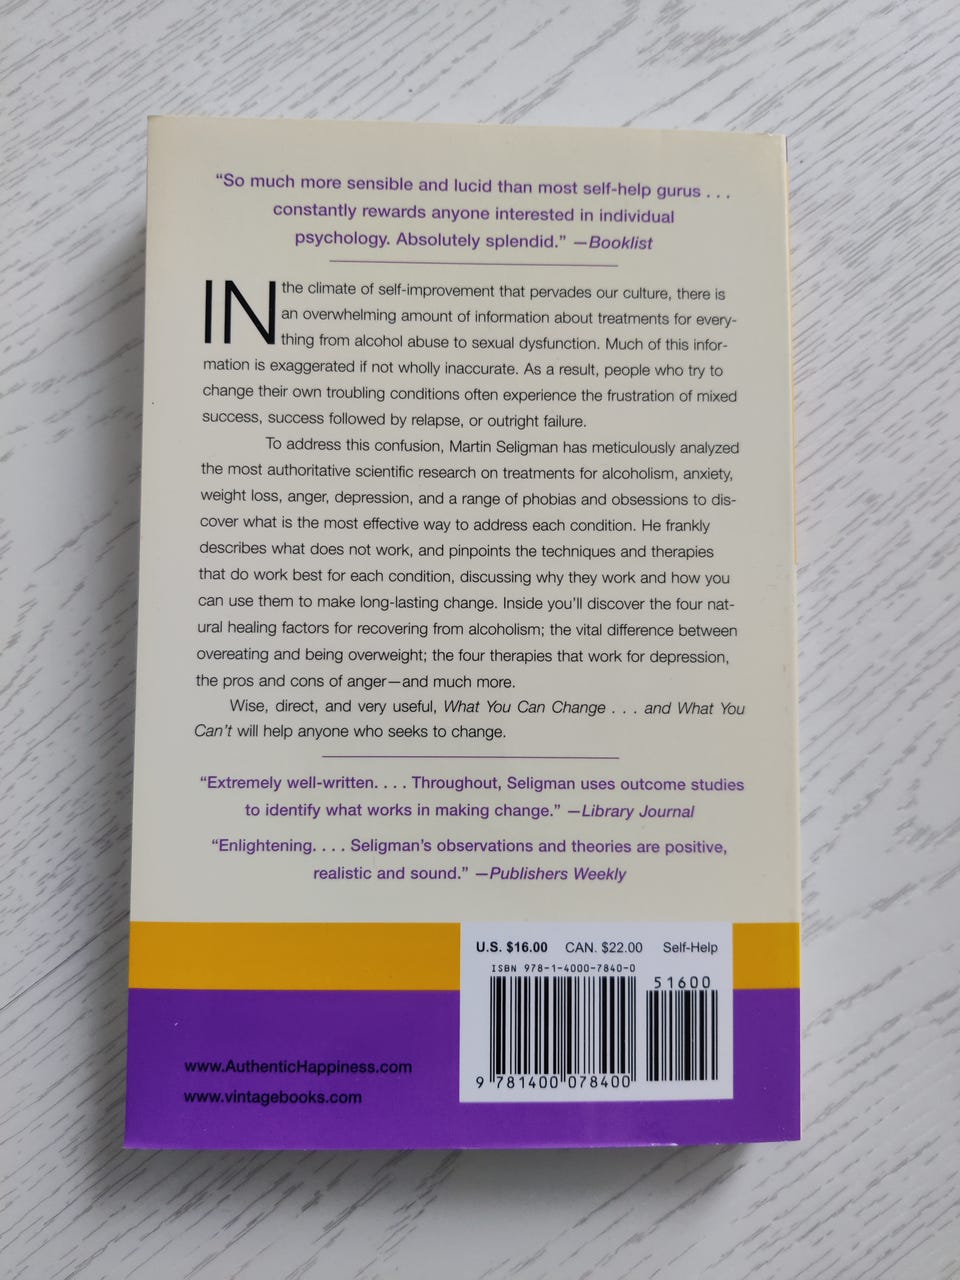 “So much more sensible and lucid than most self-help gurus . . .
constantly rewards anyone interested in individual
psychology. Absolutely splendid.” —Booklist
IN the climate of self-improvement that pervades our culture, there is
an overwhelming amount of information about treatments for every-
thing from alcohol abuse to sexual dysfunction. Much of this infor-
mation is exaggerated if not wholly inaccurate. As a result, people who try to
change their own troubling conditions often experience the frustration of mixed
success, success followed by relapse, or outright failure.
To address this confusion, Martin Seligman has meticulously analyzed
the most authoritative scientific research on treatments for alcoholism, anxiety,
weight loss, anger, depression, and a range of phobias and obsessions to dis-
cover what is the most effective way to address each condition. He frankly
describes what does not work, and pinpoints the techniques and therapies
that do work best for each condition, discussing why they work and how you
can use them to make long-lasting change. Inside you’ll discover the four nat-
ural healing factors for recovering from alcoholism; the vital difference between
overeating and being overweight; the four therapies that work for depression,
the pros and cons of anger—and much more.
Wise, direct, and very useful, What You Can Change . . . and What You
Can’t will help anyone who seeks to change.
“Extremely well-written. . . . Throughout, Seligman uses outcome studies
to identify what works in making change.” —Library Journal
“Enlightening. . . . Seligman’s observations and theories are positive,
realistic and sound.” —Publishers Weekly
U.S. $16.00 CAN. $22.00 Self-Help
ISBN 978-1-4000-7840-0
51600
9 781400 078400
www.AuthenticHappiness.com
www.vintagebooks.com